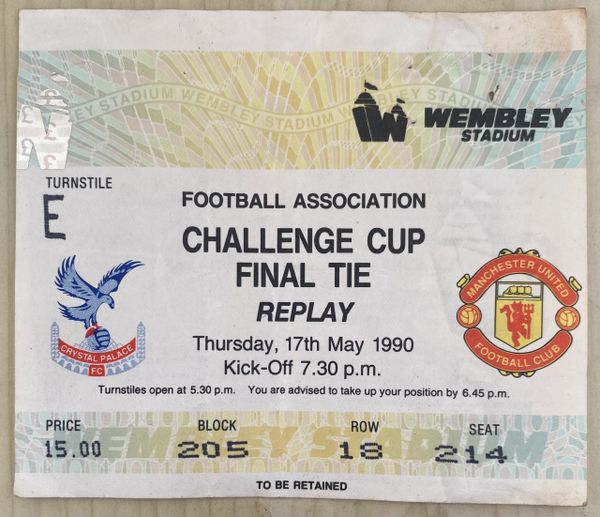 WEMBLEY STADIUM WEMBLEY STADIUM
WEMBLEY
STADIUM
TURNSTILE
E
FOOTBALL ASSOCIATION
CHALLENGE CUP
FINAL TIE
REPLAY
Thursday, 17th May 1990
Kick-Off 7.30 p.m.
CRYSTAL PALACE
FC
MANCHESTER UNITED
FOOTBALL CLUB
Turnstiles open at 5.30 p.m. You are advised to take up your position by 6.45 p.m.
PRICE BLOCK ROW SEAT
15.00 205 18 214
WEMBLEY STADIUM
TO BE RETAINED